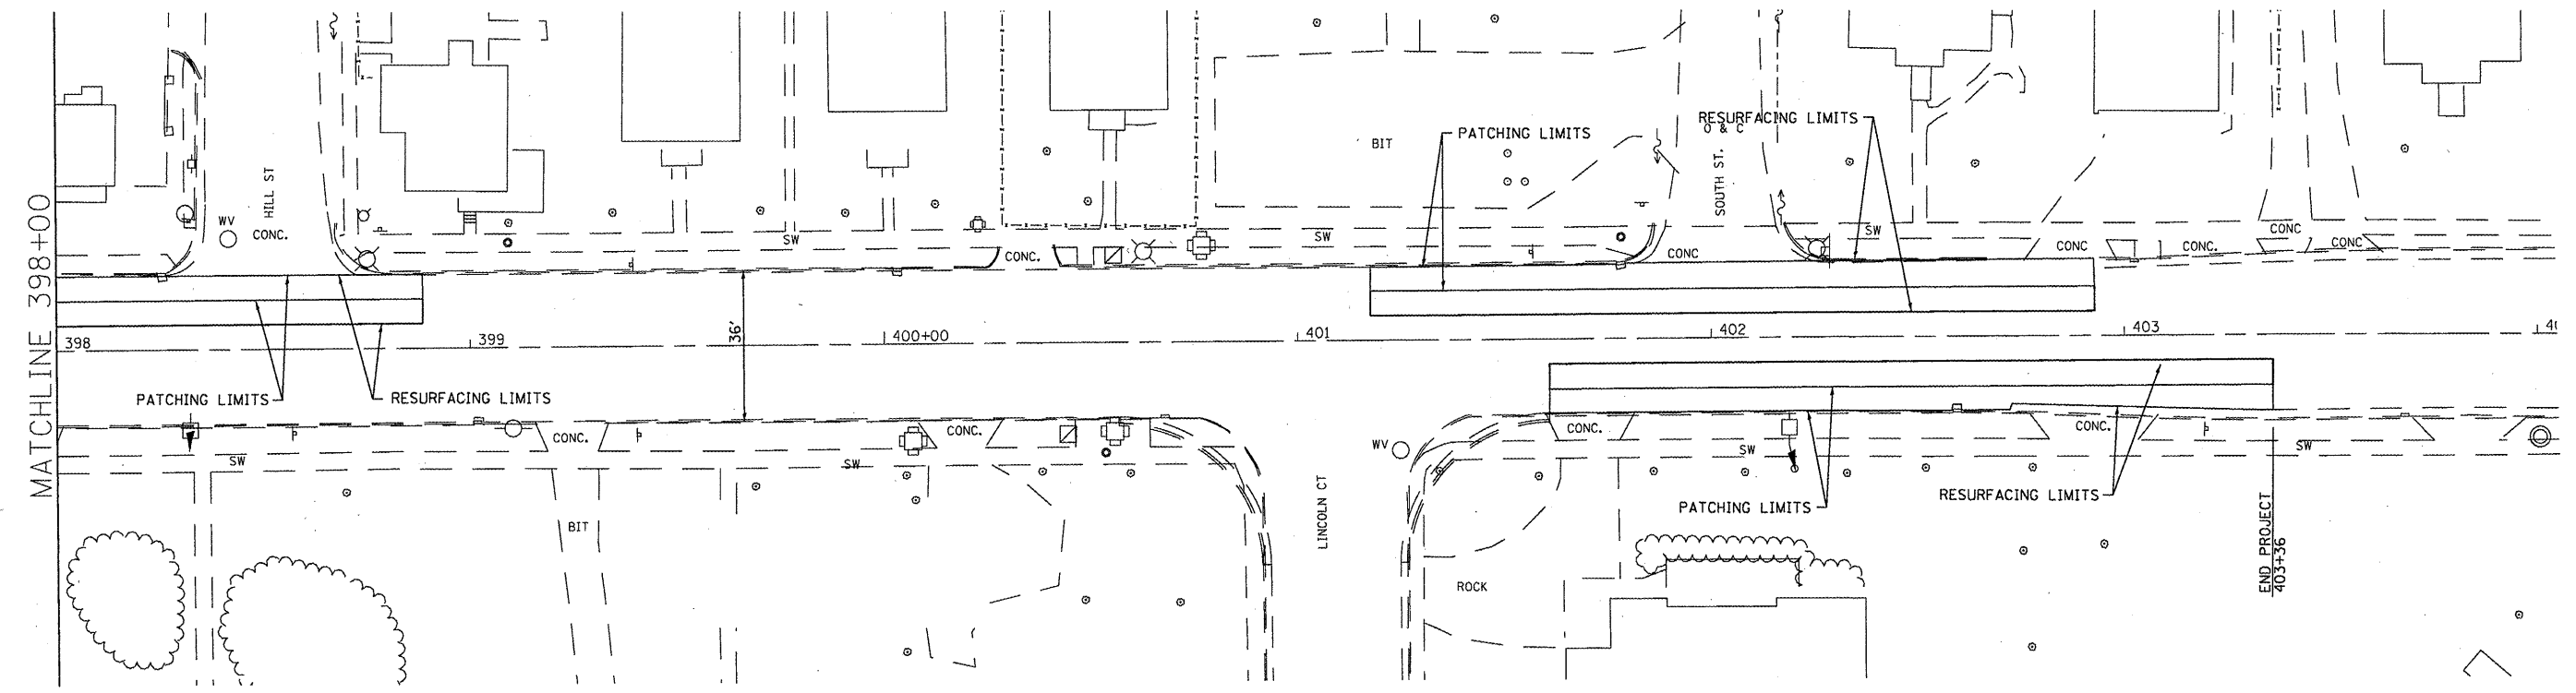 MATCHLINE 398+00
HILL ST
WV
CONC.
SW
CONC.
SW
BIT
PATCHING LIMITS
RESURFACING LIMITS
O & C
SOUTH ST.
CONC
SW
CONC
CONC.
CONC
CONC
398
399
36'
400+00
401
402
403
PATCHING LIMITS
RESURFACING LIMITS
SW
CONC.
SW
CONC.
BIT
LINCOLN CT
WV
CONC.
SW
CONC.
SW
PATCHING LIMITS
RESURFACING LIMITS
ROCK
END PROJECT
403+36